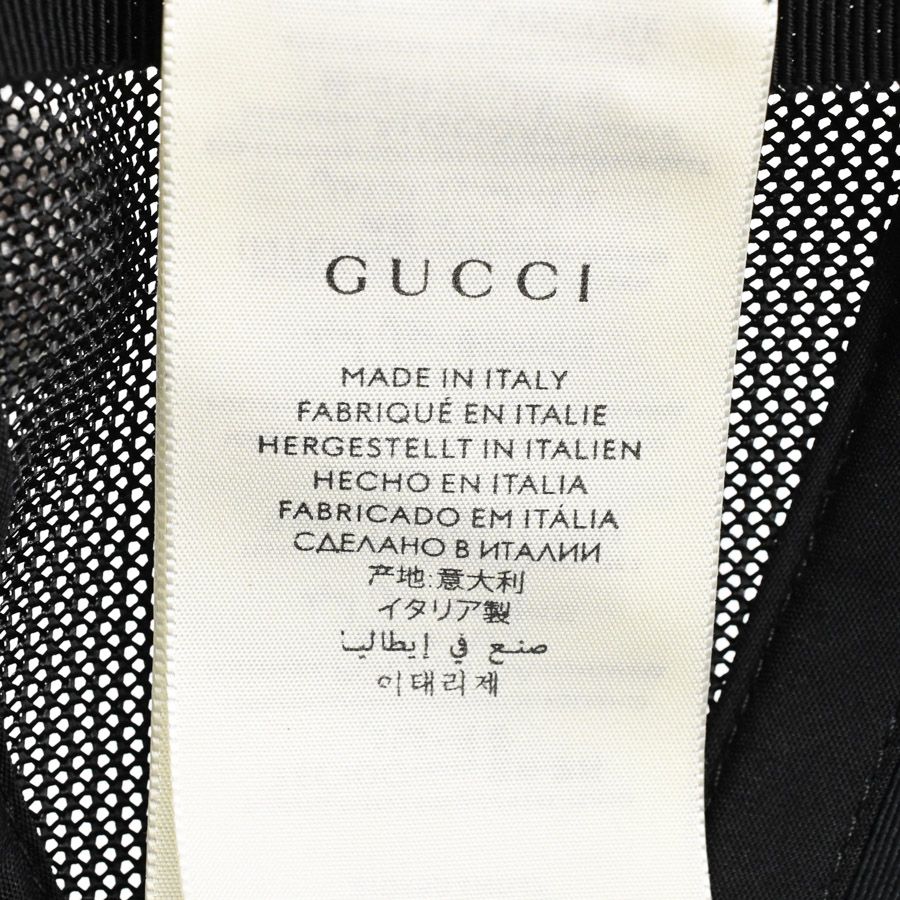 GUCCI
MADE IN ITALY
FABRIQUÉ EN ITALIE
HERGESTELLT IN ITALIEN
HECHO EN ITALIA
FABRICADO EM ITÁLIA
СДЕЛАНО В ИТАЛИИ
产地:意大利
イタリア製
صنع في إيطاليا
이태리제